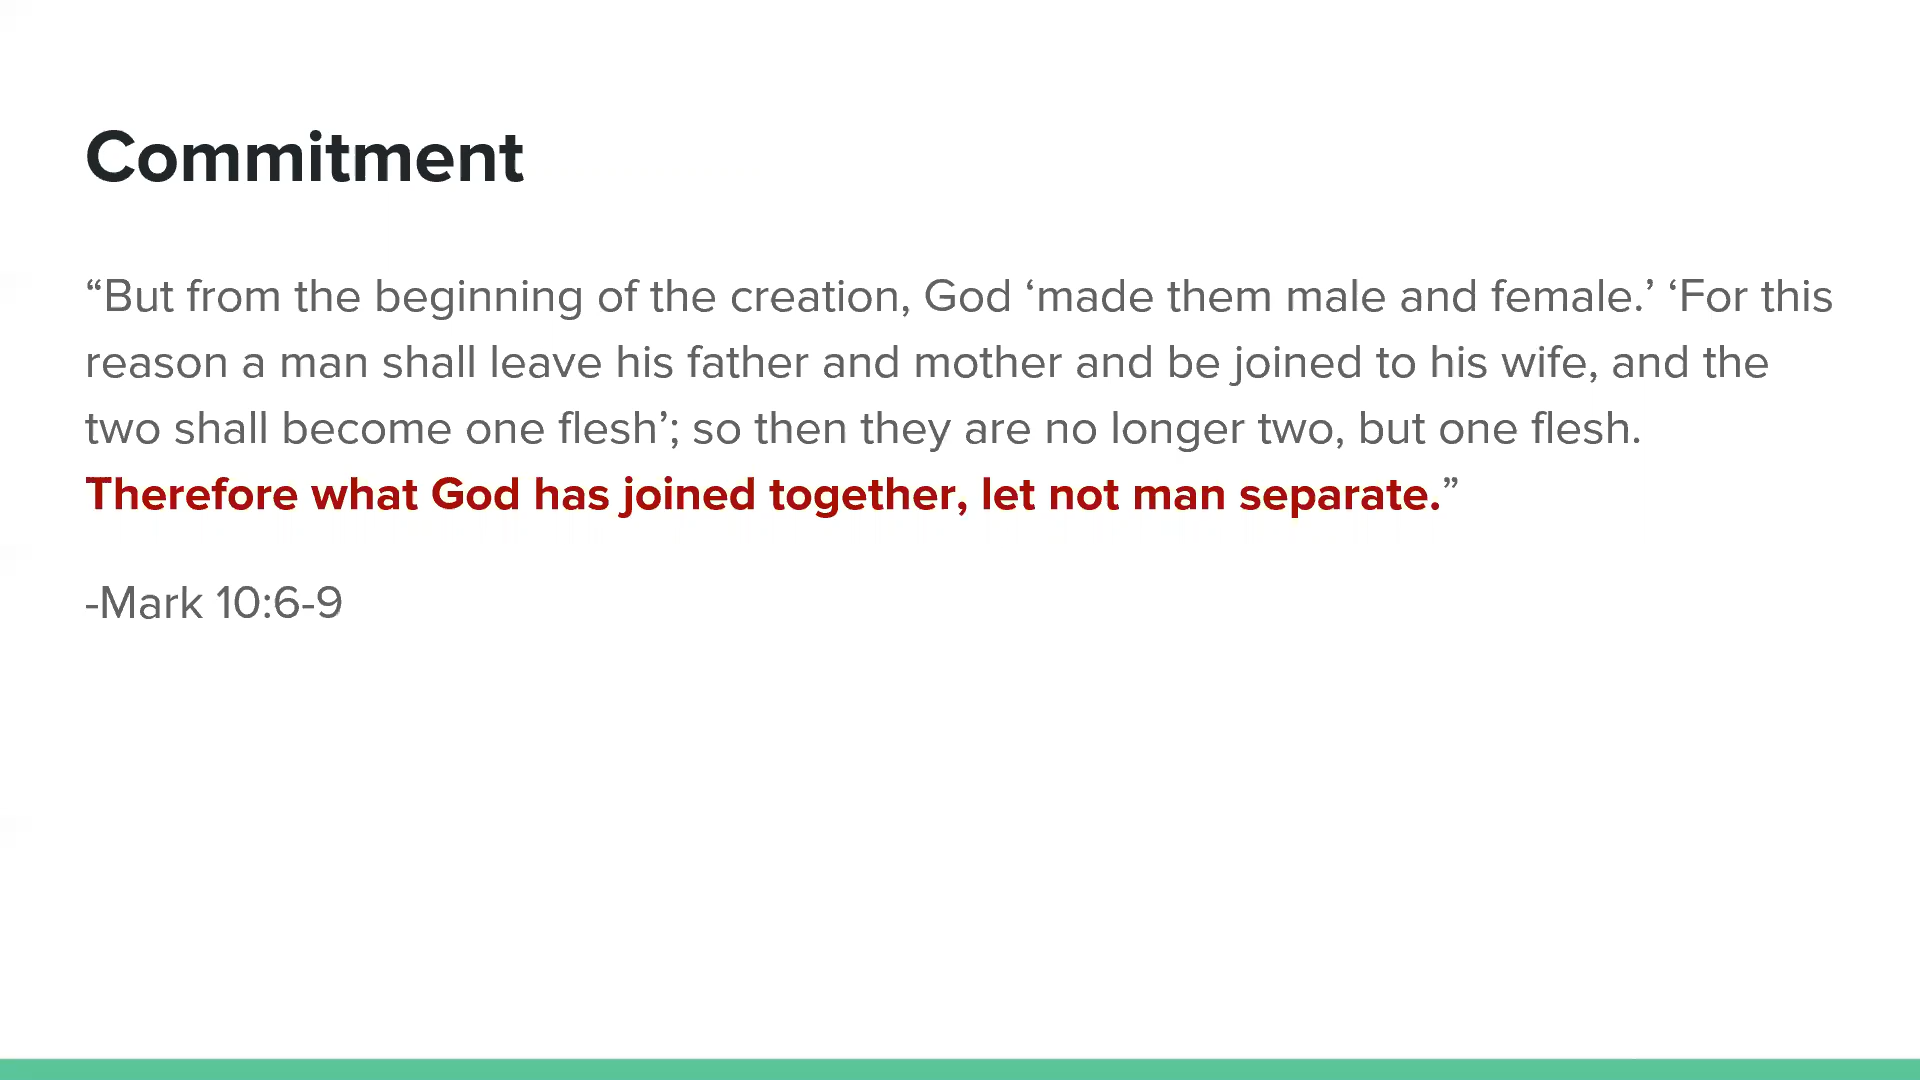 Commitment
“But from the beginning of the creation, God ‘made them male and female.’ ‘For this
reason a man shall leave his father and mother and be joined to his wife, and the
two shall become one flesh’; so then they are no longer two, but one flesh.
Therefore what God has joined together, let not man separate.”
-Mark 10:6-9